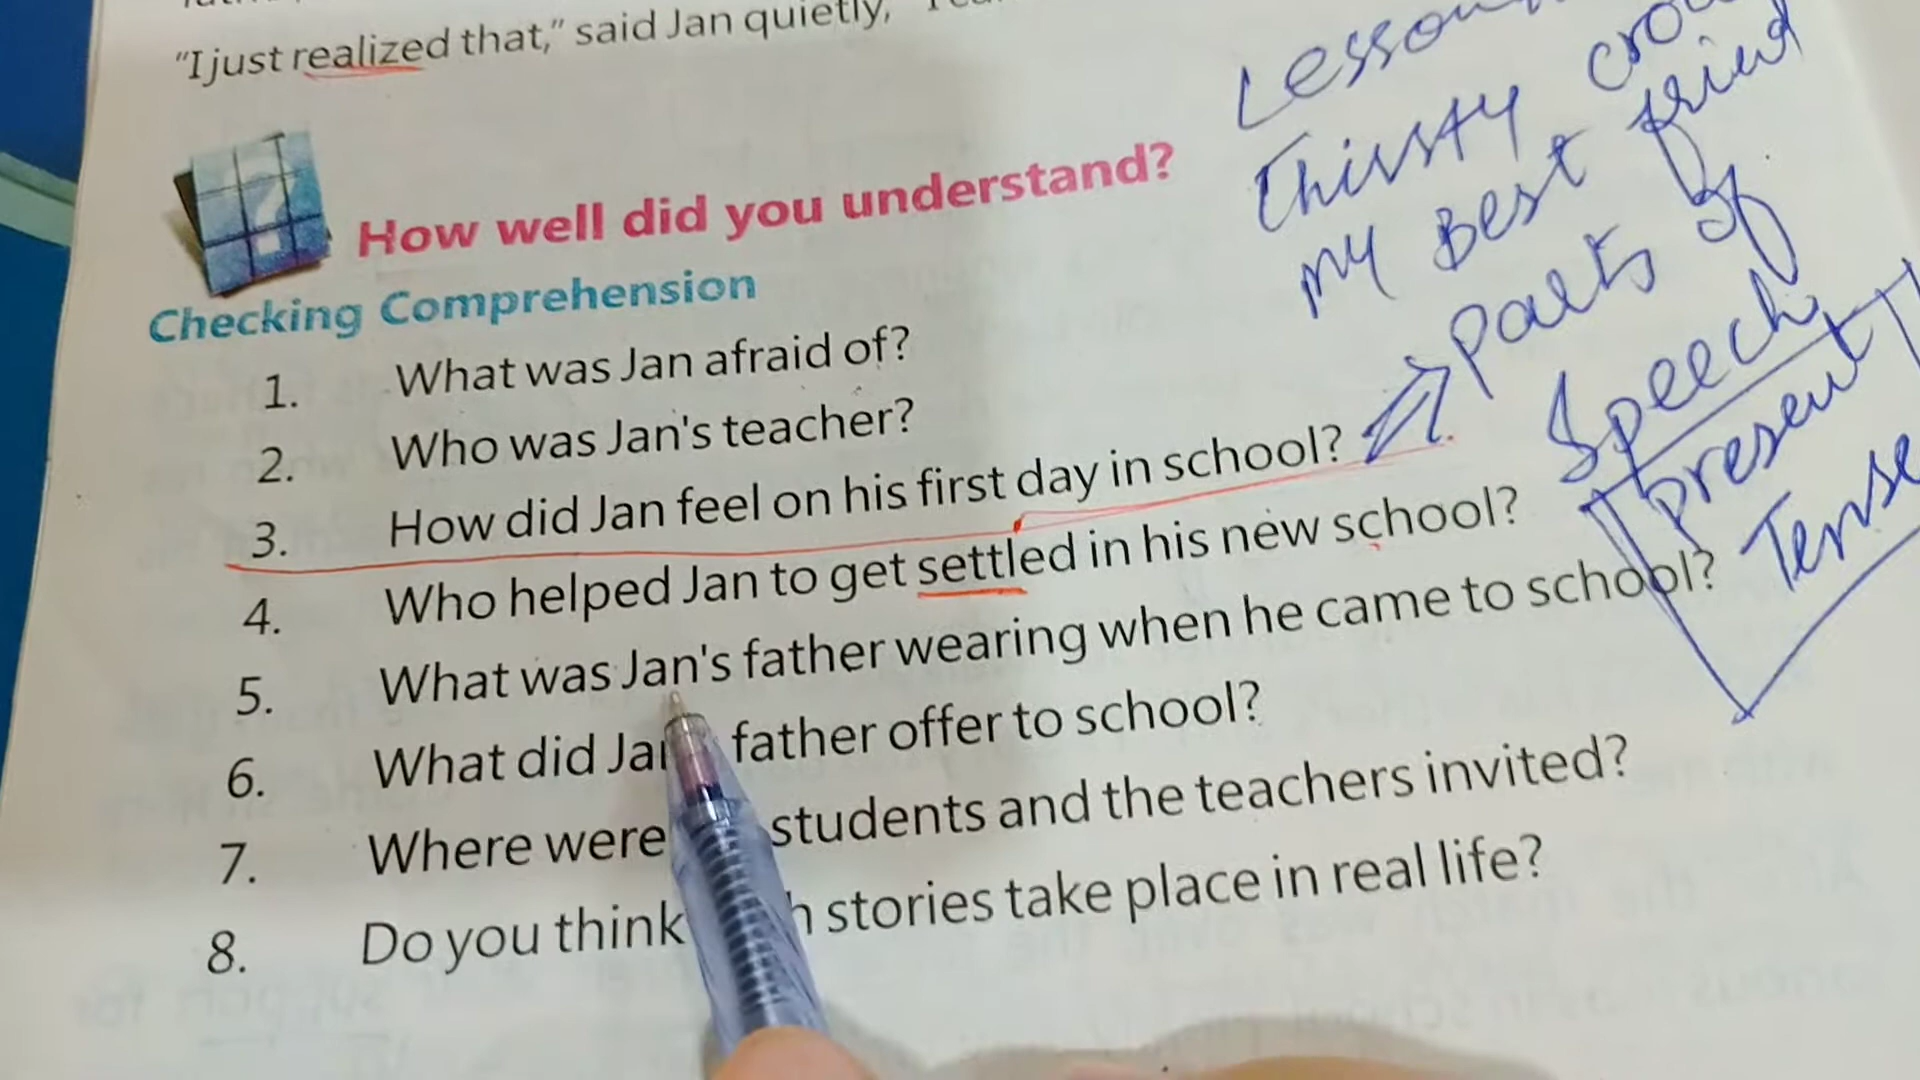 "I just realized that," said Jan quietly,
How well did you understand?
Checking Comprehension
1. What was Jan afraid of?
2. Who was Jan's teacher?
3. How did Jan feel on his first day in school?
4. Who helped Jan to get settled in his new school?
5. What was Jan's father wearing when he came to school?
6. What did father offer to school?
7. Where were students and the teachers invited?
8. Do you think stories take place in real life?
Lesson
Thirsty
my Best friend
Parts of
Speech
present
Tense